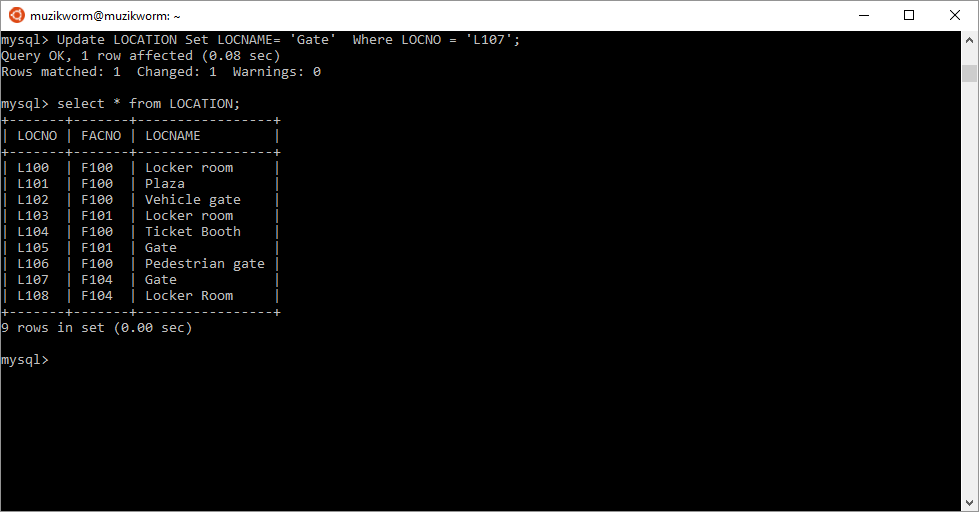 muzikworm@muzikworm: ~
mysql> Update LOCATION Set LOCNAME= 'Gate'  Where LOCNO = 'L107';
Query OK, 1 row affected (0.08 sec)
Rows matched: 1  Changed: 1  Warnings: 0

mysql> select * from LOCATION;
+-------+-------+-----------------+
| LOCNO | FACNO | LOCNAME         |
+-------+-------+-----------------+
| L100  | F100  | Locker room     |
| L101  | F100  | Plaza           |
| L102  | F100  | Vehicle gate    |
| L103  | F101  | Locker room     |
| L104  | F100  | Ticket Booth    |
| L105  | F101  | Gate            |
| L106  | F100  | Pedestrian gate |
| L107  | F104  | Gate            |
| L108  | F104  | Locker Room     |
+-------+-------+-----------------+
9 rows in set (0.00 sec)

mysql>